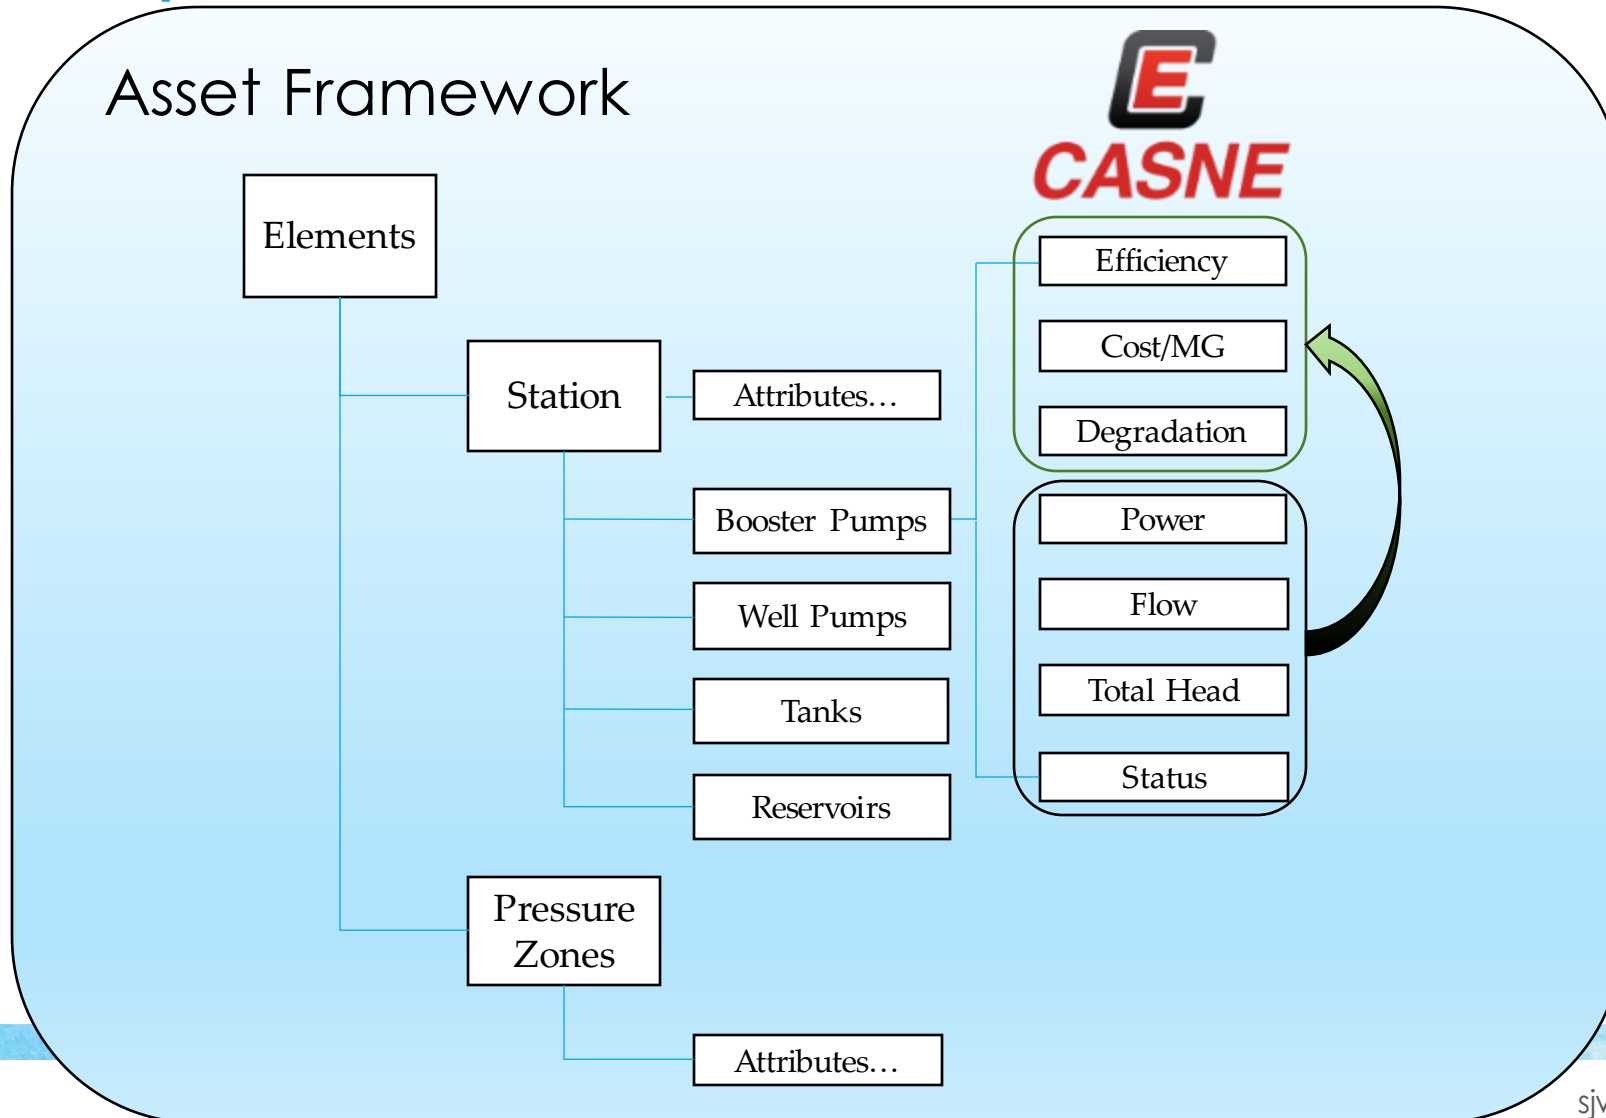 Asset Framework
E
CASNE
Elements
Efficiency
Cost/MG
Station
Attributes...
Degradation
Booster Pumps
Power
Well Pumps
Flow
Total Head
Tanks
Status
Reservoirs
Pressure
Zones
Attributes...